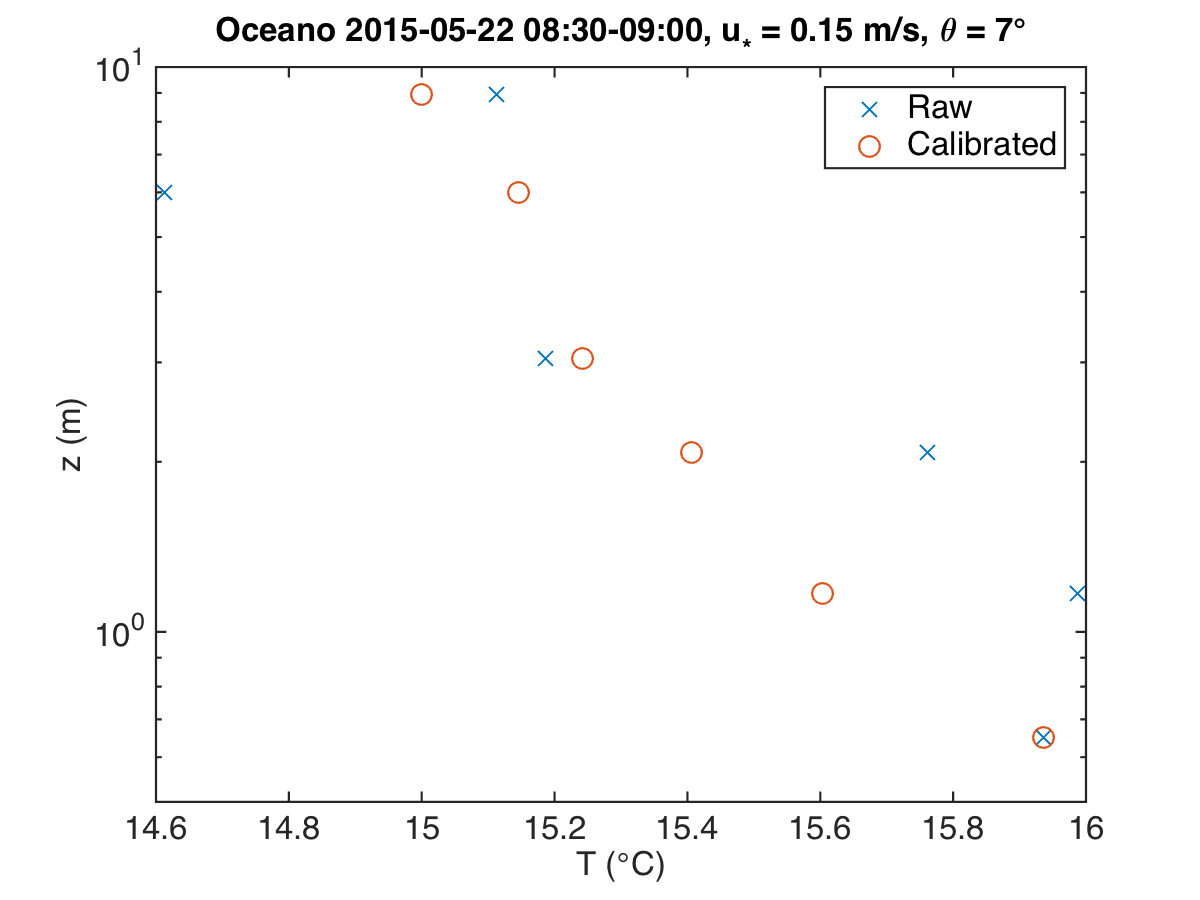 Oceano 2015-05-22 08:30-09:00, u* = 0.15 m/s, θ = 7°
10¹
Raw
Calibrated
z (m)
10⁰
14.6 14.8 15 15.2 15.4 15.6 15.8 16
T (°C)